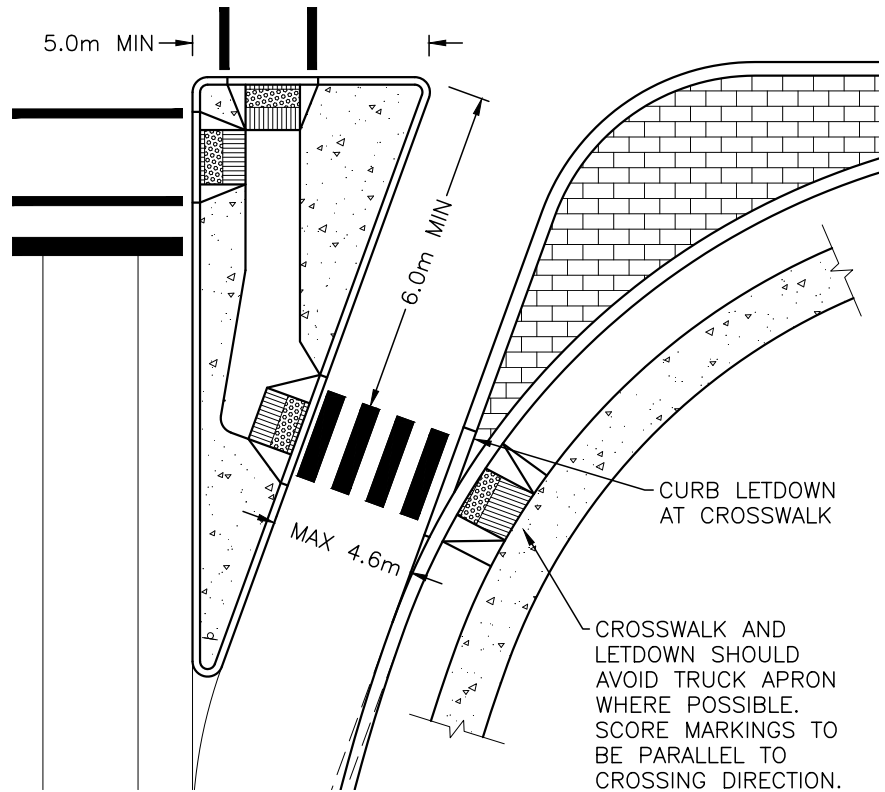 5.0m MIN
6.0m MIN
MAX 4.6m
CURB LETDOWN
AT CROSSWALK
CROSSWALK AND
LETDOWN SHOULD
AVOID TRUCK APRON
WHERE POSSIBLE.
SCORE MARKINGS TO
BE PARALLEL TO
CROSSING DIRECTION.